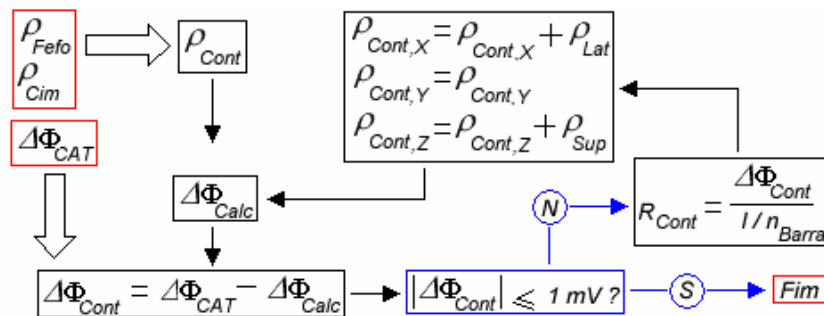 ρFefo
ρCim
ρCont
ρCont,X = ρCont,X + ρLat
ρCont,Y = ρCont,Y
ρCont,Z = ρCont,Z + ρSup
ΔΦCAT
ΔΦCalc
N
RCont = ΔΦCont / I / nBarra
ΔΦCont = ΔΦCAT − ΔΦCalc
|ΔΦCont| ⩽ 1 mV ?
S
Fim